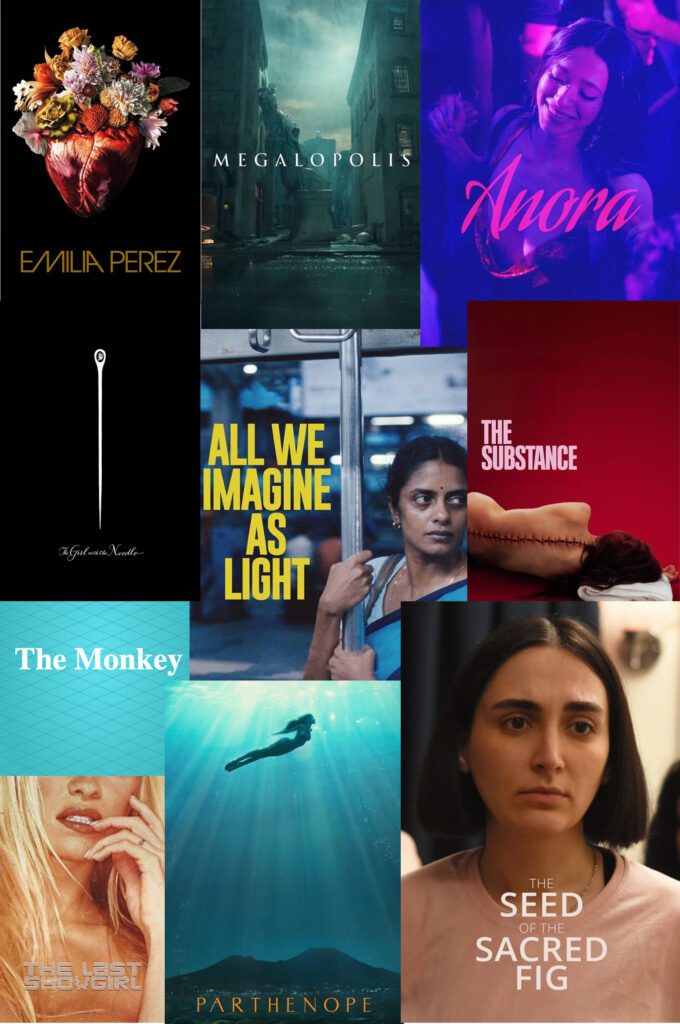 EMILIA PEREZ
MEGALOPOLIS
Anora
The Girl with the Needle
ALL WE
IMAGINE
AS
LIGHT
THE
SUBSTANCE
The Monkey
THE LAST
SHOWGIRL
PARTHENOPE
THE
SEED
OF THE
SACRED
FIG